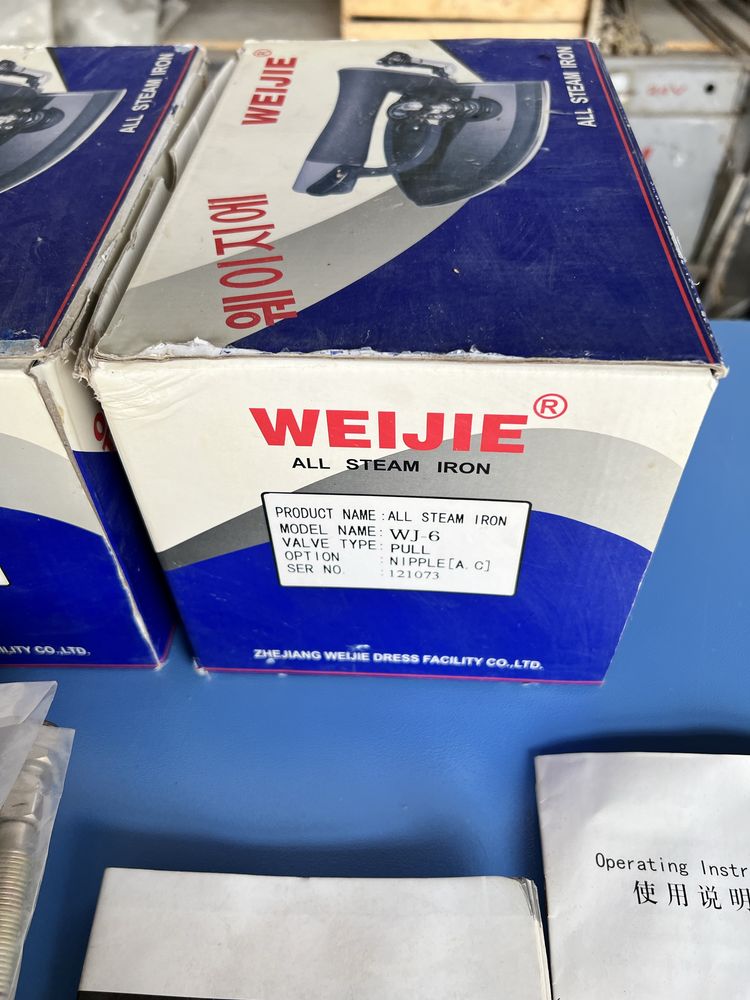 ALL STEAM IRON
WEIJIE®
ALL STEAM IRON
웨이지에
WEIJIE®
ALL STEAM IRON
PRODUCT NAME :ALL STEAM IRON
MODEL NAME: WJ-6
VALVE TYPE: PULL
OPTION : NIPPLE[A.C]
SER NO. :121073
ZHEJIANG WEIJIE DRESS FACILITY CO.,LTD.
CO.,LTD.
Operating
使用说明